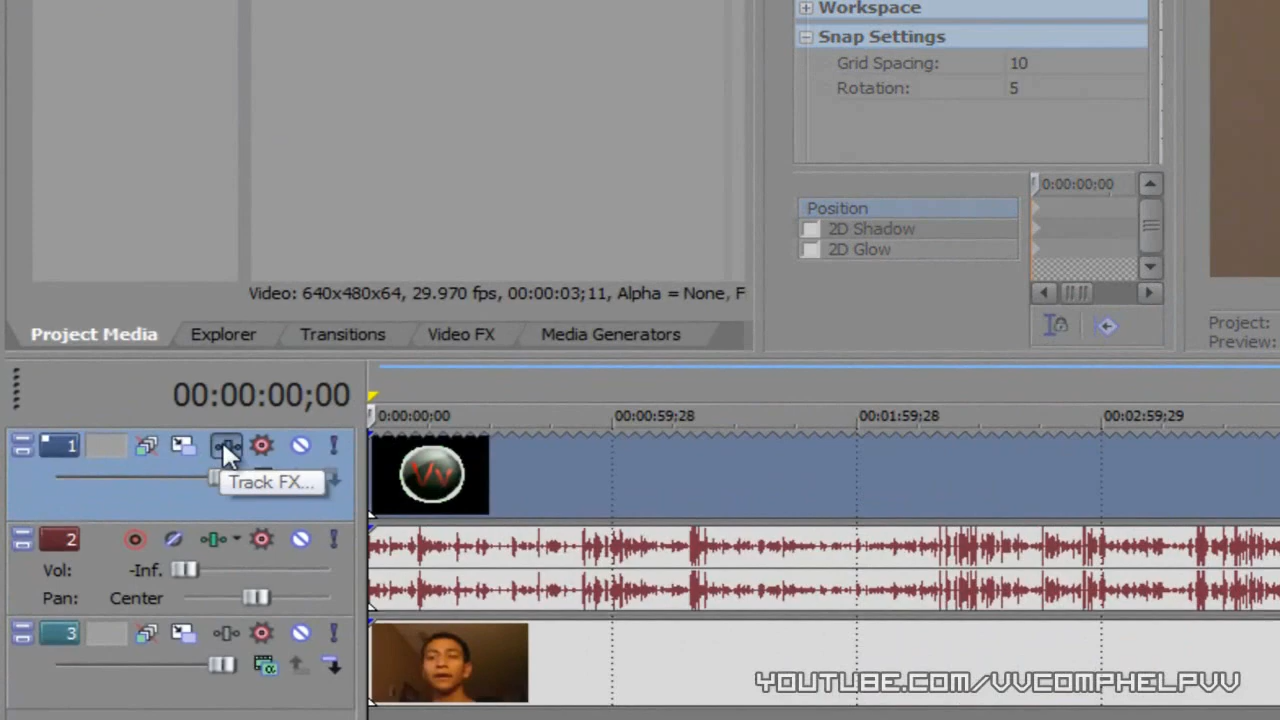 Workspace
Snap Settings
Grid Spacing: 10
Rotation: 5
0:00:00;00
Position
2D Shadow
2D Glow
Video: 640x480x64, 29.970 fps, 00:00:03;11, Alpha = None, F
Project Media Explorer Transitions Video FX Media Generators
Project:
Preview:
00:00:00;00
0:00:00;00 00:00:59;28 00:01:59;28 00:02:59;29
1
Vv
Track FX...
2
Vol: -Inf.
Pan: Center
3
YOUTUBE.COM/VVCOMPHELPVV